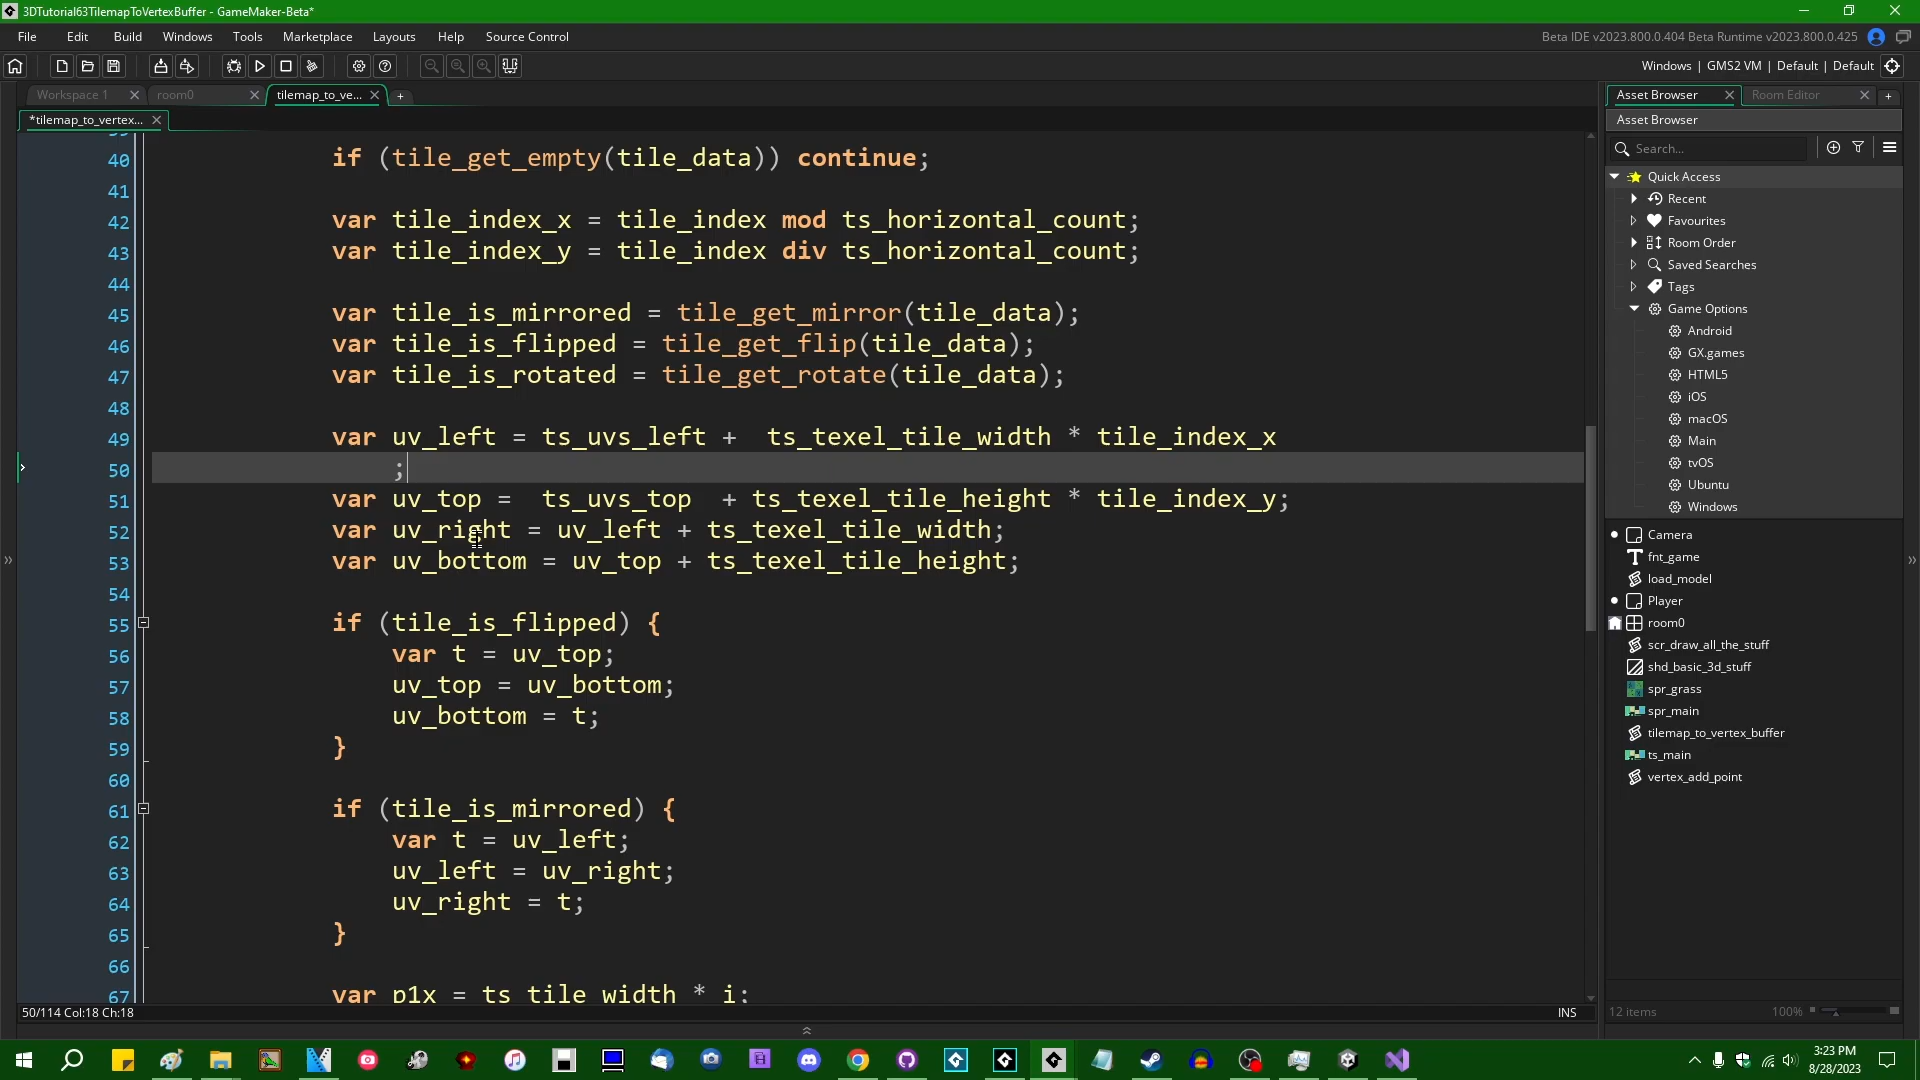 3DTutorial63TilemapToVertexBuffer - GameMaker-Beta*
File Edit Build Windows Tools Marketplace Layouts Help Source Control
Beta IDE v2023.800.0.404 Beta Runtime v2023.800.0.425
Windows | GMS2 VM | Default | Default
Workspace 1 room0 tilemap_to_ve... +
*tilemap_to_vertex...
40 if (tile_get_empty(tile_data)) continue;
41
42 var tile_index_x = tile_index mod ts_horizontal_count;
43 var tile_index_y = tile_index div ts_horizontal_count;
44
45 var tile_is_mirrored = tile_get_mirror(tile_data);
46 var tile_is_flipped = tile_get_flip(tile_data);
47 var tile_is_rotated = tile_get_rotate(tile_data);
48
49 var uv_left = ts_uvs_left +  ts_texel_tile_width * tile_index_x
50 ;
51 var uv_top =  ts_uvs_top  + ts_texel_tile_height * tile_index_y;
52 var uv_right = uv_left + ts_texel_tile_width;
53 var uv_bottom = uv_top + ts_texel_tile_height;
54
55 if (tile_is_flipped) {
56 var t = uv_top;
57 uv_top = uv_bottom;
58 uv_bottom = t;
59 }
60
61 if (tile_is_mirrored) {
62 var t = uv_left;
63 uv_left = uv_right;
64 uv_right = t;
65 }
66
67 var p1x = ts_tile_width * i;
50/114 Col:18 Ch:18 INS
Asset Browser Room Editor +
Asset Browser
Search...
Quick Access
Recent
Favourites
Room Order
Saved Searches
Tags
Game Options
Android
GX.games
HTML5
iOS
macOS
Main
tvOS
Ubuntu
Windows
Camera
fnt_game
load_model
Player
room0
scr_draw_all_the_stuff
shd_basic_3d_stuff
spr_grass
spr_main
tilemap_to_vertex_buffer
ts_main
vertex_add_point
12 items 100%
3:23 PM
8/28/2023